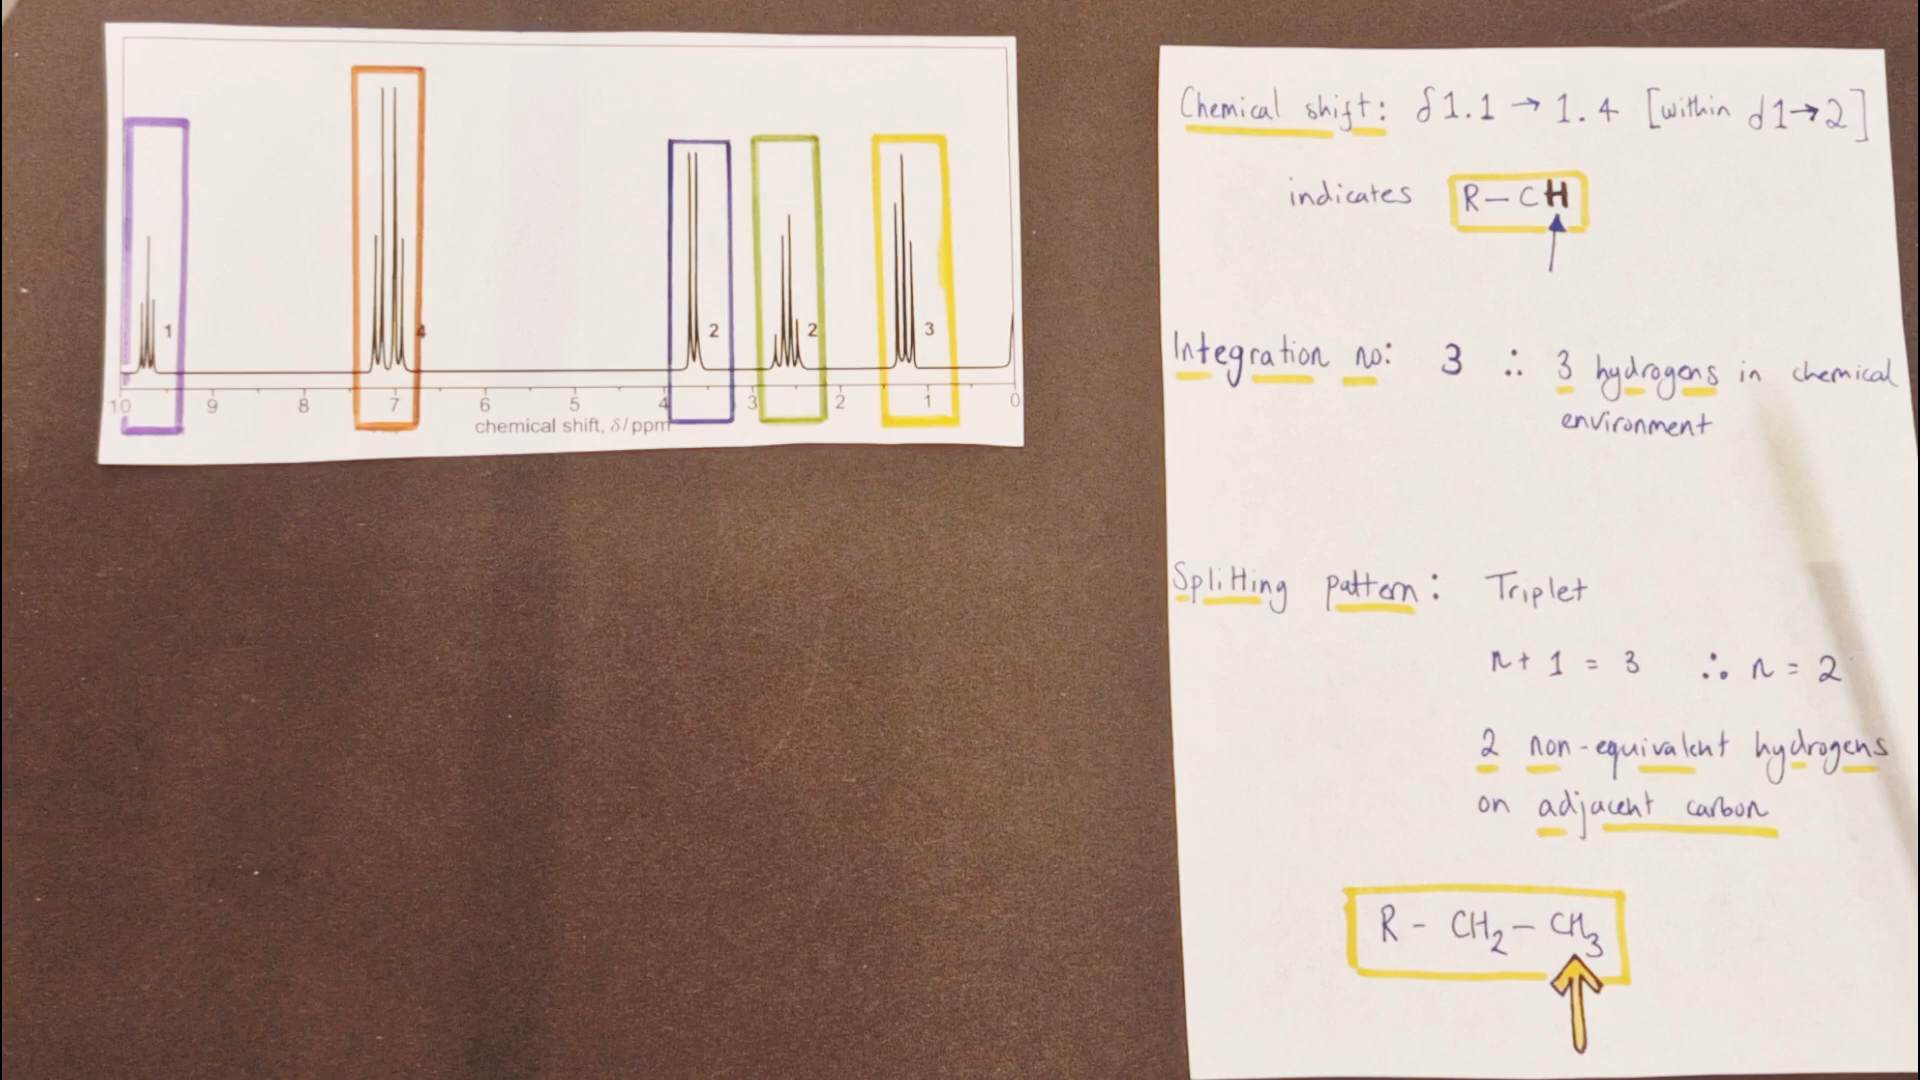 1
4
2
2
3
10 9 8 7 6 5 4 3 2 1 0
chemical shift, δ/ppm
Chemical shift: δ 1.1 → 1.4 [within δ1→2]
indicates R – CH
Integration no: 3 ∴ 3 hydrogens in chemical
environment
Splitting pattern: Triplet
n + 1 = 3 ∴ n = 2
2 non-equivalent hydrogens
on adjacent carbon
R - CH₂ – CH₃